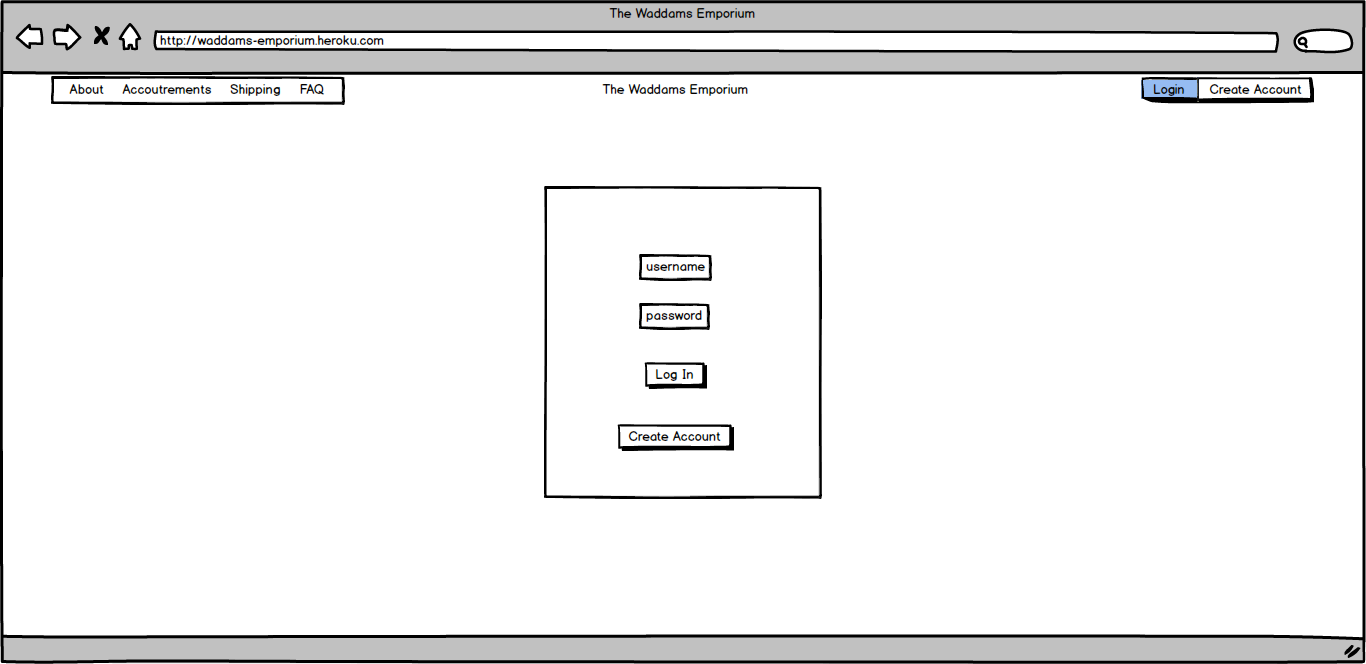 The Waddams Emporium
http://waddams-emporium.heroku.com
About Accoutrements Shipping FAQ The Waddams Emporium Login Create Account
username
password
Log In
Create Account